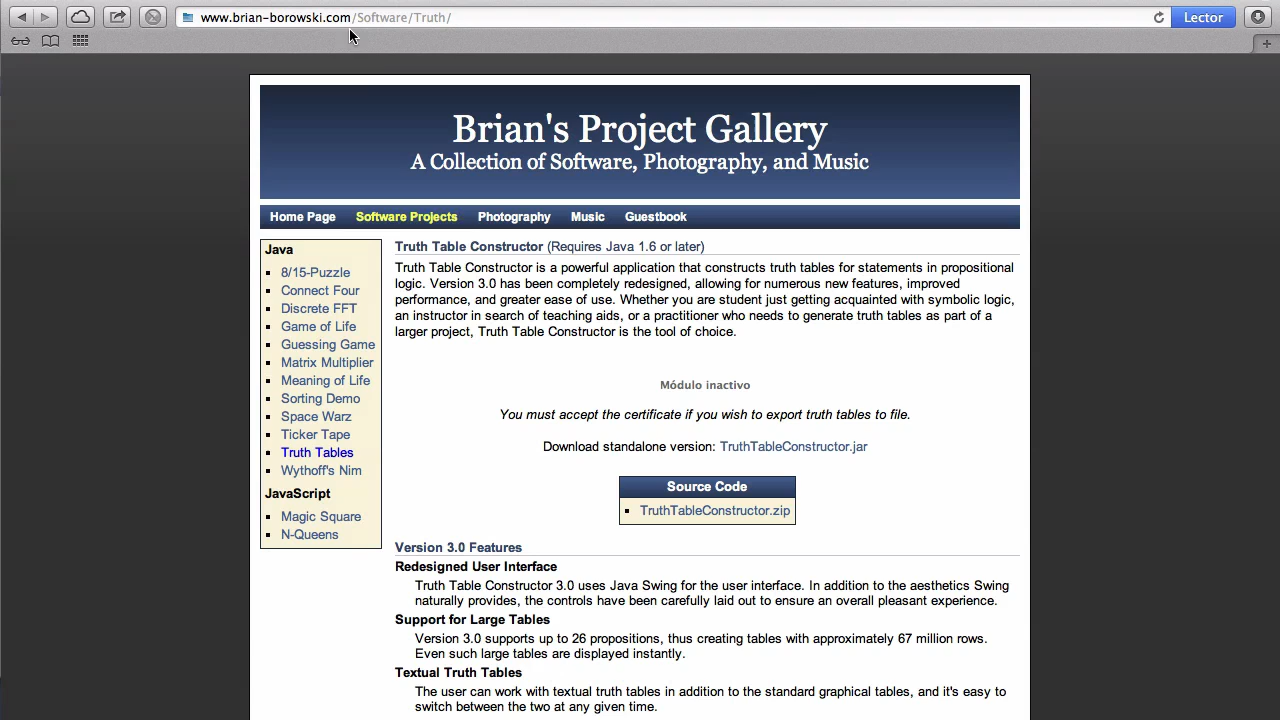 www.brian-borowski.com/Software/Truth/
Lector
Brian's Project Gallery
A Collection of Software, Photography, and Music
Home Page Software Projects Photography Music Guestbook
Java
8/15-Puzzle
Connect Four
Discrete FFT
Game of Life
Guessing Game
Matrix Multiplier
Meaning of Life
Sorting Demo
Space Warz
Ticker Tape
Truth Tables
Wythoff's Nim
JavaScript
Magic Square
N-Queens
Truth Table Constructor (Requires Java 1.6 or later)
Truth Table Constructor is a powerful application that constructs truth tables for statements in propositional
logic. Version 3.0 has been completely redesigned, allowing for numerous new features, improved
performance, and greater ease of use. Whether you are student just getting acquainted with symbolic logic,
an instructor in search of teaching aids, or a practitioner who needs to generate truth tables as part of a
larger project, Truth Table Constructor is the tool of choice.
Módulo inactivo
You must accept the certificate if you wish to export truth tables to file.
Download standalone version: TruthTableConstructor.jar
Source Code
TruthTableConstructor.zip
Version 3.0 Features
Redesigned User Interface
Truth Table Constructor 3.0 uses Java Swing for the user interface. In addition to the aesthetics Swing
naturally provides, the controls have been carefully laid out to ensure an overall pleasant experience.
Support for Large Tables
Version 3.0 supports up to 26 propositions, thus creating tables with approximately 67 million rows.
Even such large tables are displayed instantly.
Textual Truth Tables
The user can work with textual truth tables in addition to the standard graphical tables, and it's easy to
switch between the two at any given time.